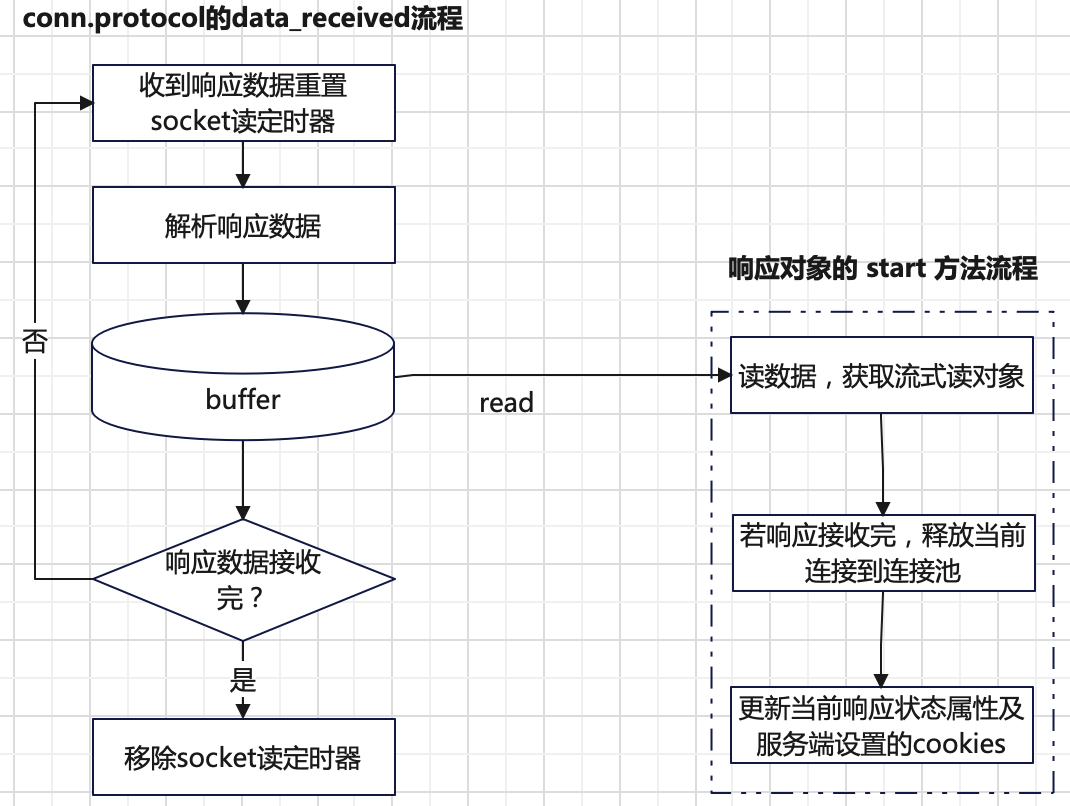 conn.protocol的data_received流程
收到响应数据重置
socket读定时器
解析响应数据
否
buffer
read
响应数据接收
完？
是
移除socket读定时器
响应对象的 start 方法流程
读数据，获取流式读对象
若响应接收完，释放当前
连接到连接池
更新当前响应状态属性及
服务端设置的cookies